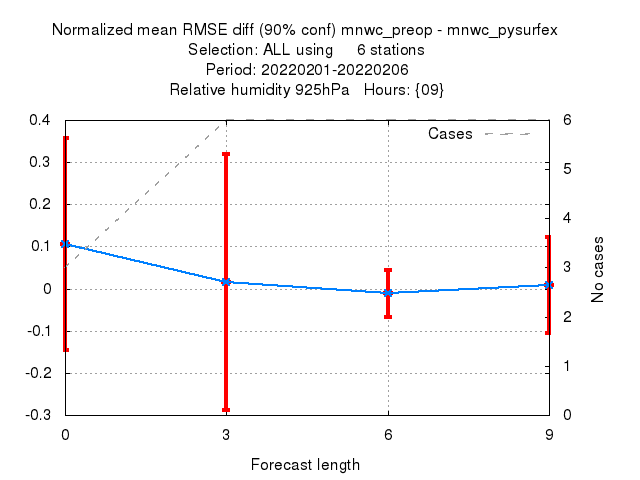 Normalized mean RMSE diff (90% conf) mnwc_preop - mnwc_pysurfex
Selection: ALL using 6 stations
Period: 20220201-20220206
Relative humidity 925hPa Hours: {09}
0.4
0.3
0.2
0.1
0
-0.1
-0.2
-0.3
Cases
6
5
4
3
2
1
0
No cases
0 3 6 9
Forecast length